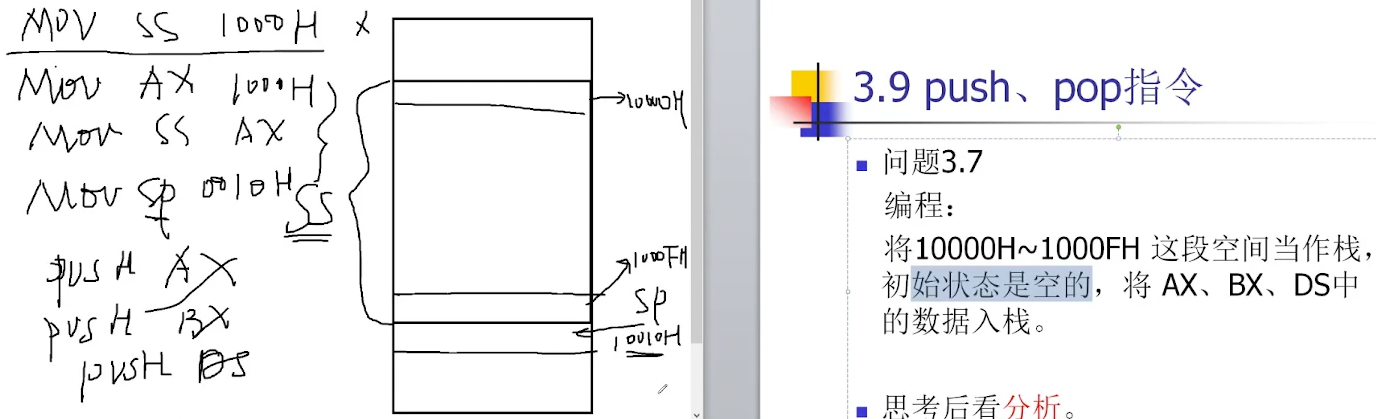 MOV SS 1000H ×
MOV AX 1000H
MOV SS AX
MOV SP 0010H SS
PUSH AX
PUSH BX
PUSH DS
10000H
1000FH
SP
10010H
3.9 push、pop指令
问题3.7
编程：
将10000H~1000FH 这段空间当作栈，
初始状态是空的，将 AX、BX、DS中
的数据入栈。
思考后看分析。